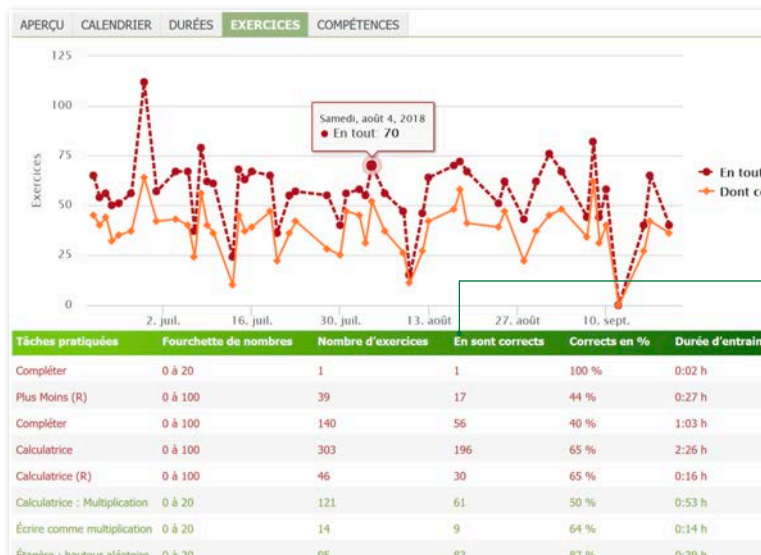 APERÇU CALENDRIER DURÉES EXERCICES COMPÉTENCES
125
100
75
50
25
0
Exercices
Samedi, août 4, 2018
En tout: 70
En tout
Dont
2. juil. 16. juil. 30. juil. 13. août 27. août 10. sept.
Tâches pratiquées Fourchette de nombres Nombre d'exercices En sont corrects Corrects en % Durée d'entrain
Compléter 0 à 20 1 1 100 % 0:02 h
Plus Moins (R) 0 à 100 39 17 44 % 0:27 h
Compléter 0 à 100 140 56 40 % 1:03 h
Calculatrice 0 à 100 303 196 65 % 2:26 h
Calculatrice (R) 0 à 100 46 30 65 % 0:16 h
Calculatrice : Multiplication 0 à 20 121 61 50 % 0:53 h
Écrire comme multiplication 0 à 20 14 9 64 % 0:14 h